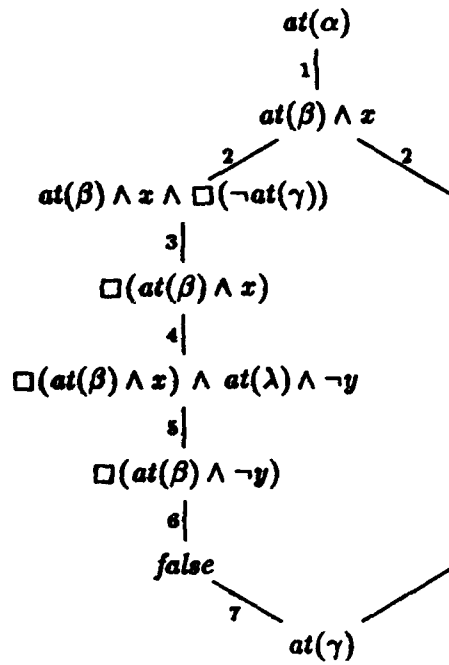 at(α)
1
at(β) ∧ x
2 2
at(β) ∧ x ∧ □(¬at(γ))
3
□(at(β) ∧ x)
4
□(at(β) ∧ x) ∧ at(λ) ∧ ¬y
5
□(at(β) ∧ ¬y)
6
false
7
at(γ)